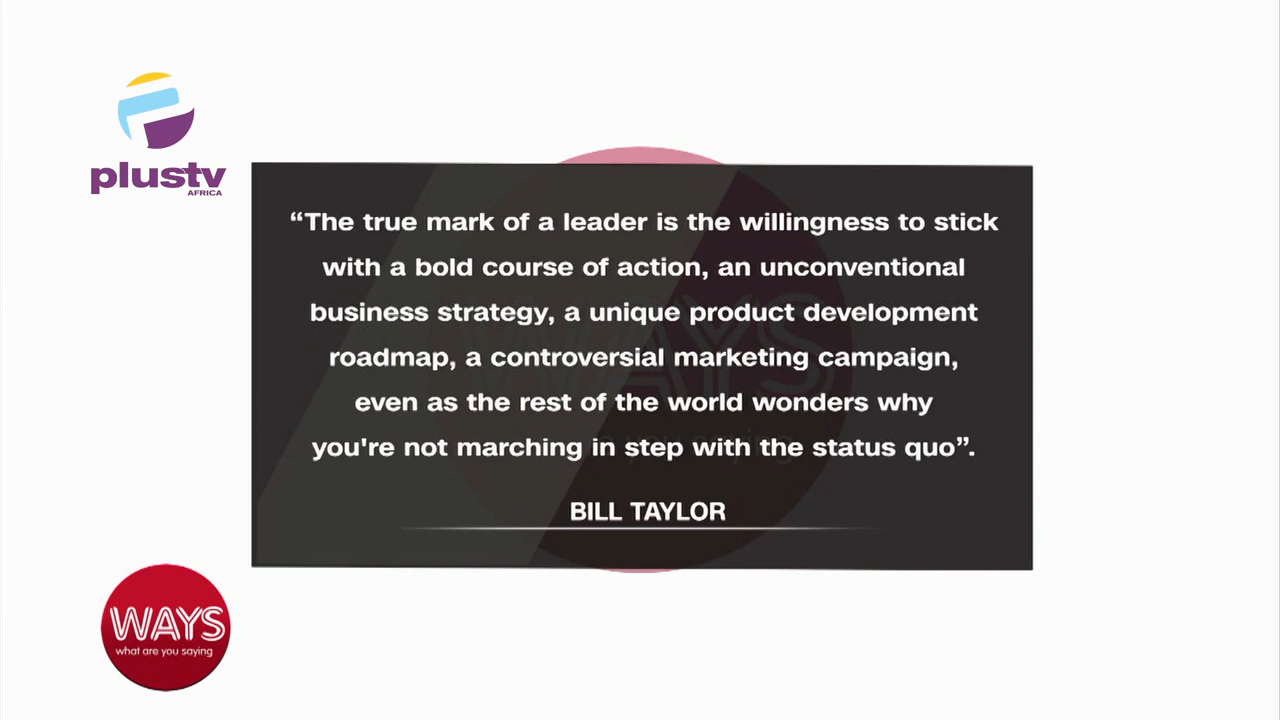 plustv
AFRICA
“The true mark of a leader is the willingness to stick
with a bold course of action, an unconventional
business strategy, a unique product development
roadmap, a controversial marketing campaign,
even as the rest of the world wonders why
you're not marching in step with the status quo”.
BILL TAYLOR
WAYS
what are you saying